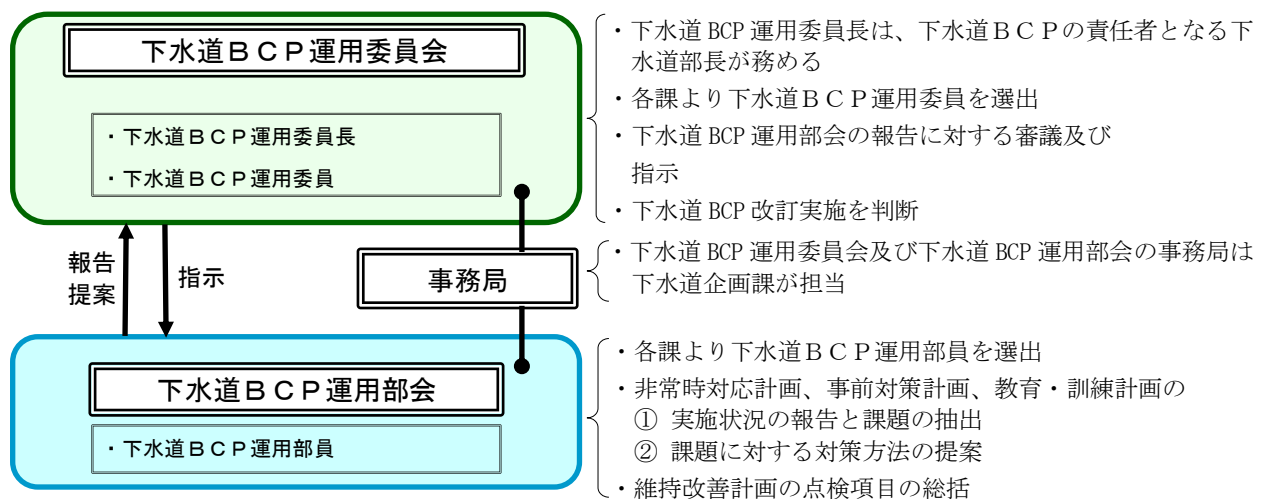 下水道ＢＣＰ運用委員会
・下水道ＢＣＰ運用委員長
・下水道ＢＣＰ運用委員
・下水道 BCP 運用委員長は、下水道ＢＣＰの責任者となる下
水道部長が務める
・各課より下水道ＢＣＰ運用委員を選出
・下水道 BCP 運用部会の報告に対する審議及び
指示
・下水道 BCP 改訂実施を判断
報告
提案
指示
事務局
・下水道 BCP 運用委員会及び下水道 BCP 運用部会の事務局は
下水道企画課が担当
下水道ＢＣＰ運用部会
・下水道ＢＣＰ運用部員
・各課より下水道ＢＣＰ運用部員を選出
・非常時対応計画、事前対策計画、教育・訓練計画の
① 実施状況の報告と課題の抽出
② 課題に対する対策方法の提案
・維持改善計画の点検項目の総括